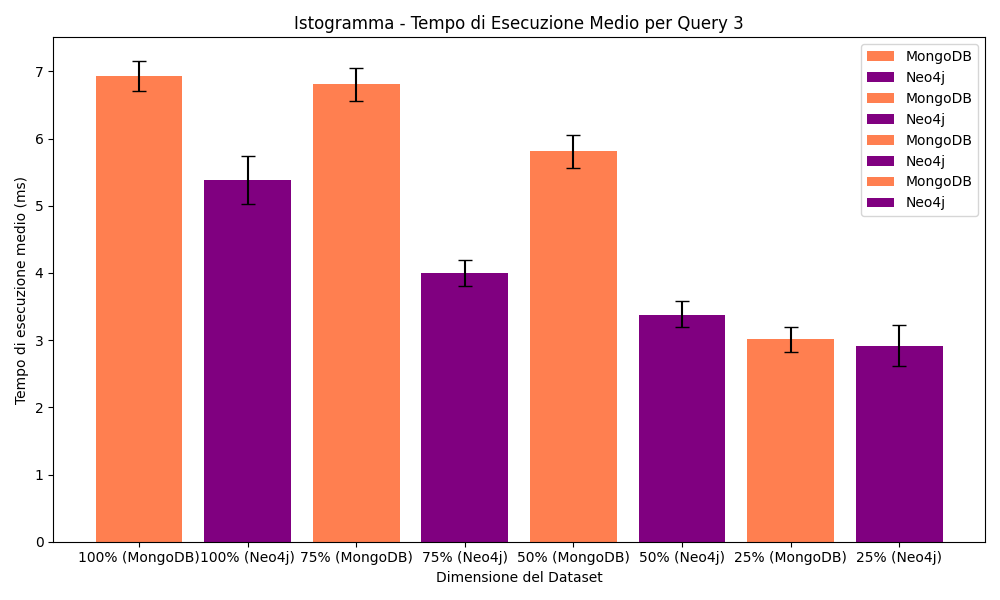 Istogramma - Tempo di Esecuzione Medio per Query 3
MongoDB
Neo4j
MongoDB
Neo4j
MongoDB
Neo4j
MongoDB
Neo4j
Tempo di esecuzione medio (ms)
7
6
5
4
3
2
1
0
100% (MongoDB)
100% (Neo4j)
75% (MongoDB)
75% (Neo4j)
50% (MongoDB)
50% (Neo4j)
25% (MongoDB)
25% (Neo4j)
Dimensione del Dataset